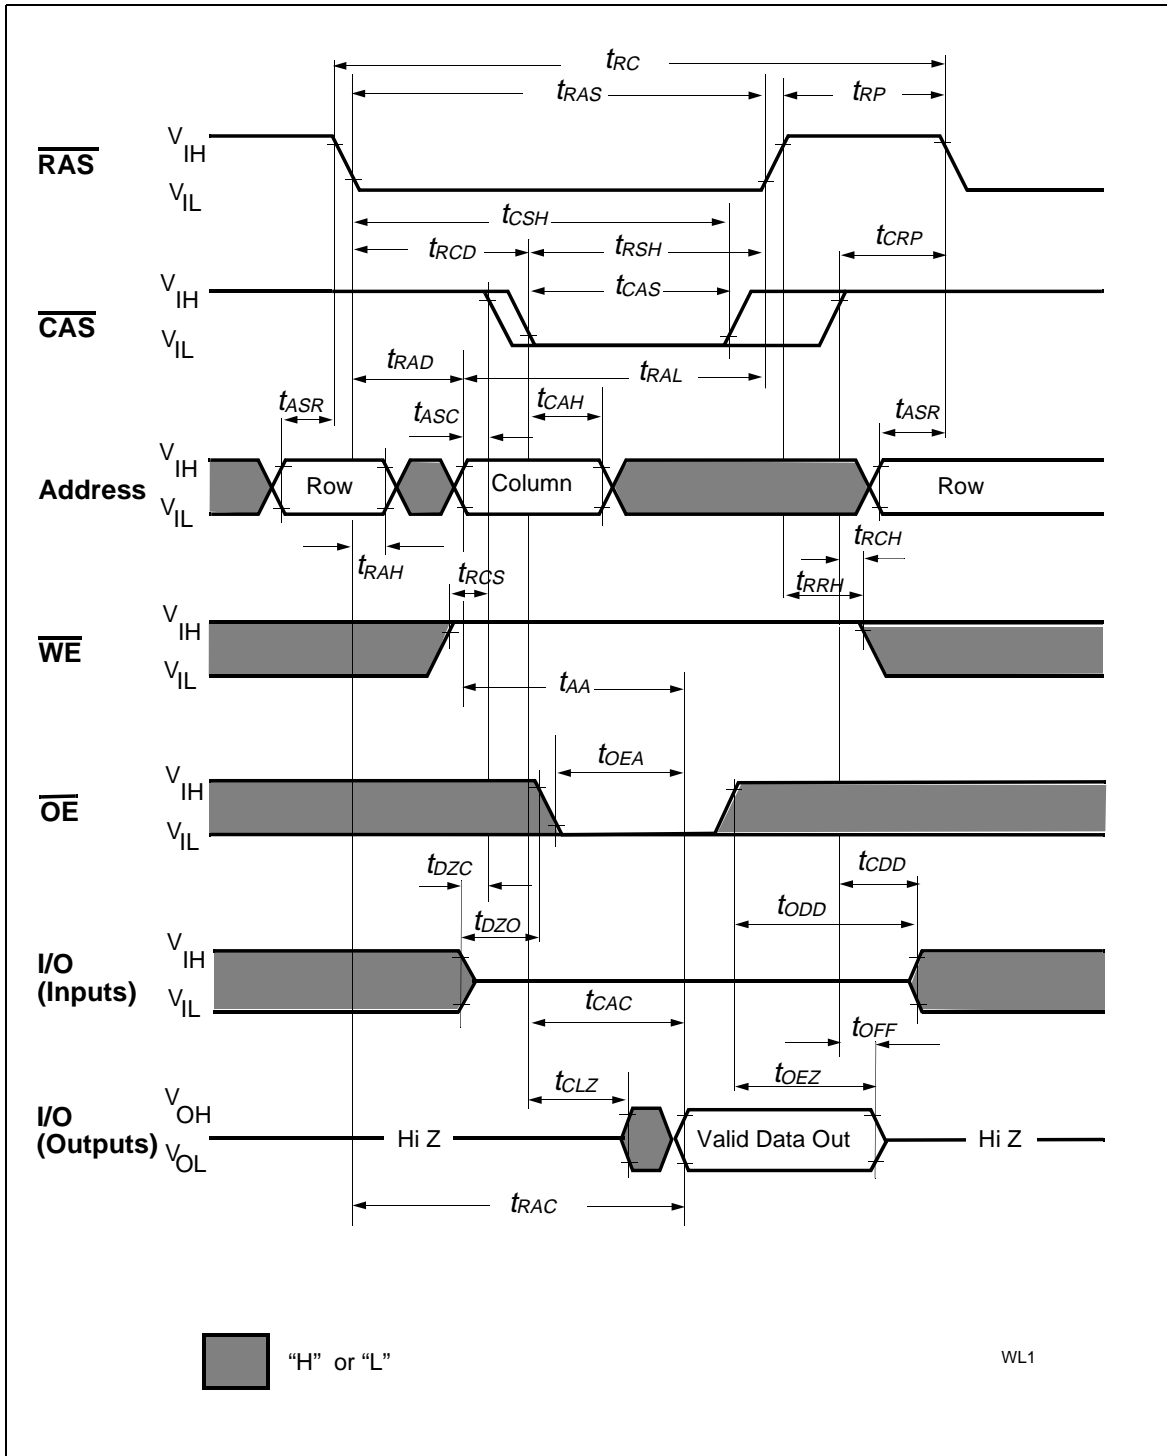 tRC
tRAS
tRP
RAS
VIH
VIL
tCSH
tCRP
tRCD
tRSH
tCAS
CAS
VIH
VIL
tRAD
tRAL
tASR
tASC
tCAH
tASR
Address
VIH
VIL
Row
Column
Row
tRAH
tRCS
tRCH
tRRH
WE
VIH
VIL
tAA
tOEA
OE
VIH
VIL
tDZC
tCDD
tDZO
tODD
I/O
(Inputs)
VIH
VIL
tCAC
tOFF
tCLZ
tOEZ
I/O
(Outputs)
VOH
VOL
Hi Z
Valid Data Out
Hi Z
tRAC
“H” or “L”
WL1